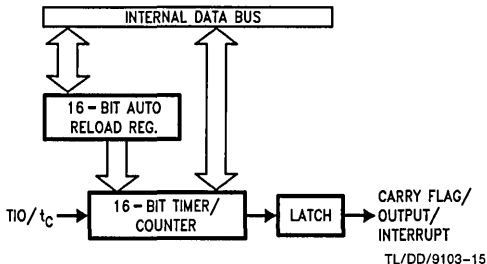 INTERNAL DATA BUS
16-BIT AUTO
RELOAD REG.
TIO/tC
16-BIT TIMER/
COUNTER
LATCH
CARRY FLAG/
OUTPUT/
INTERRUPT
TL/DD/9103-15